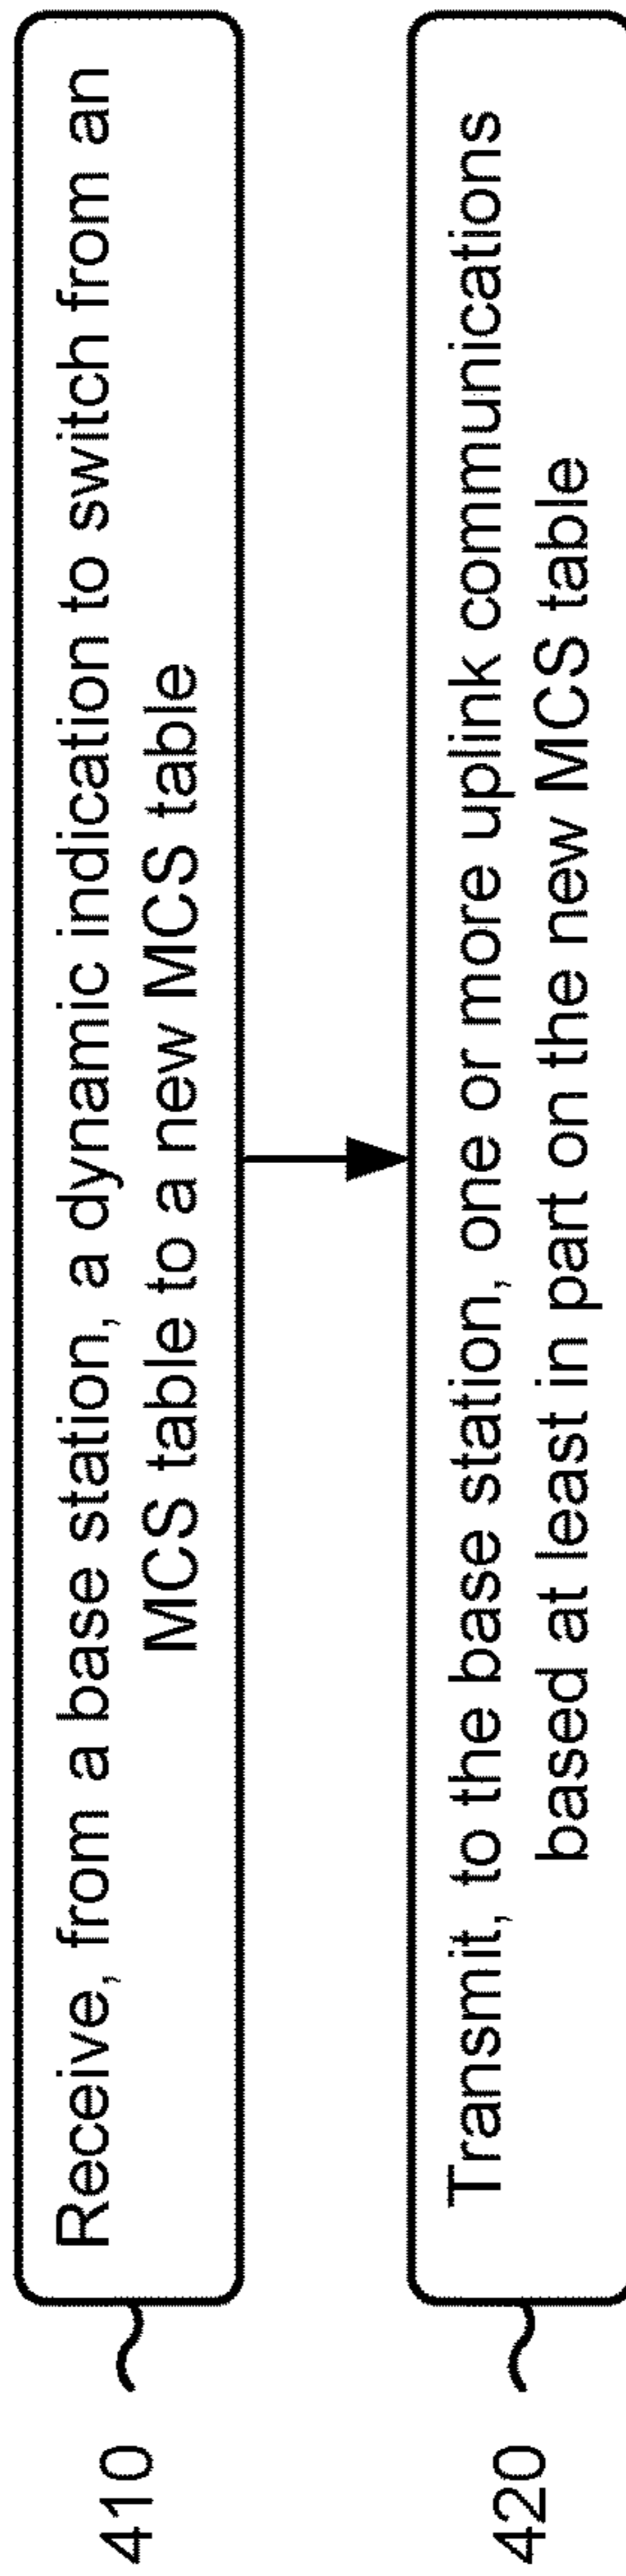 410
Receive, from a base station, a dynamic indication to switch from an
MCS table to a new MCS table
420
Transmit, to the base station, one or more uplink communications
based at least in part on the new MCS table